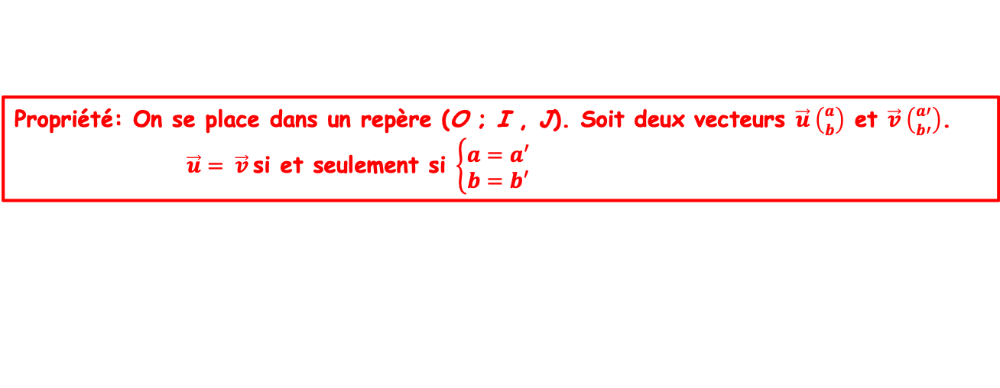 Propriété: On se place dans un repère (O ; I , J). Soit deux vecteurs $\vec{u}\binom{a}{b}$ et $\vec{v}\binom{a'}{b'}$.
$\vec{u} = \vec{v}$ si et seulement si $\begin{cases} a = a' \\ b = b' \end{cases}$